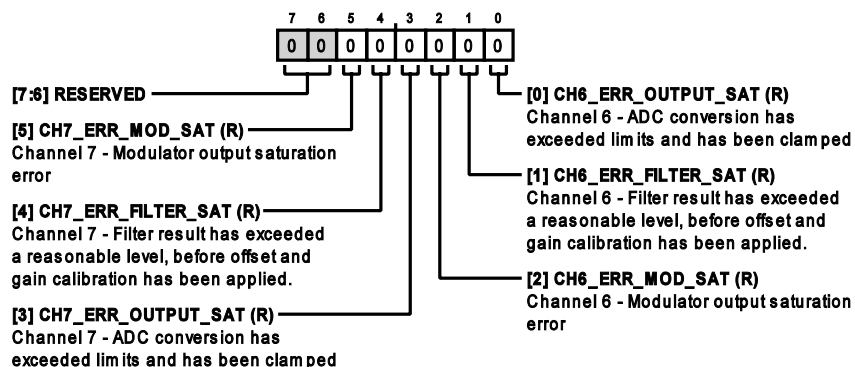 7 6 5 4 3 2 1 0
0 0 0 0 0 0 0 0
[7:6] RESERVED
[5] CH7_ERR_MOD_SAT (R)
Channel 7 - Modulator output saturation
error
[4] CH7_ERR_FILTER_SAT (R)
Channel 7 - Filter result has exceeded
a reasonable level, before offset and
gain calibration has been applied.
[3] CH7_ERR_OUTPUT_SAT (R)
Channel 7 - ADC conversion has
exceeded limits and has been clamped
[0] CH6_ERR_OUTPUT_SAT (R)
Channel 6 - ADC conversion has
exceeded limits and has been clamped
[1] CH6_ERR_FILTER_SAT (R)
Channel 6 - Filter result has exceeded
a reasonable level, before offset and
gain calibration has been applied.
[2] CH6_ERR_MOD_SAT (R)
Channel 6 - Modulator output saturation
error